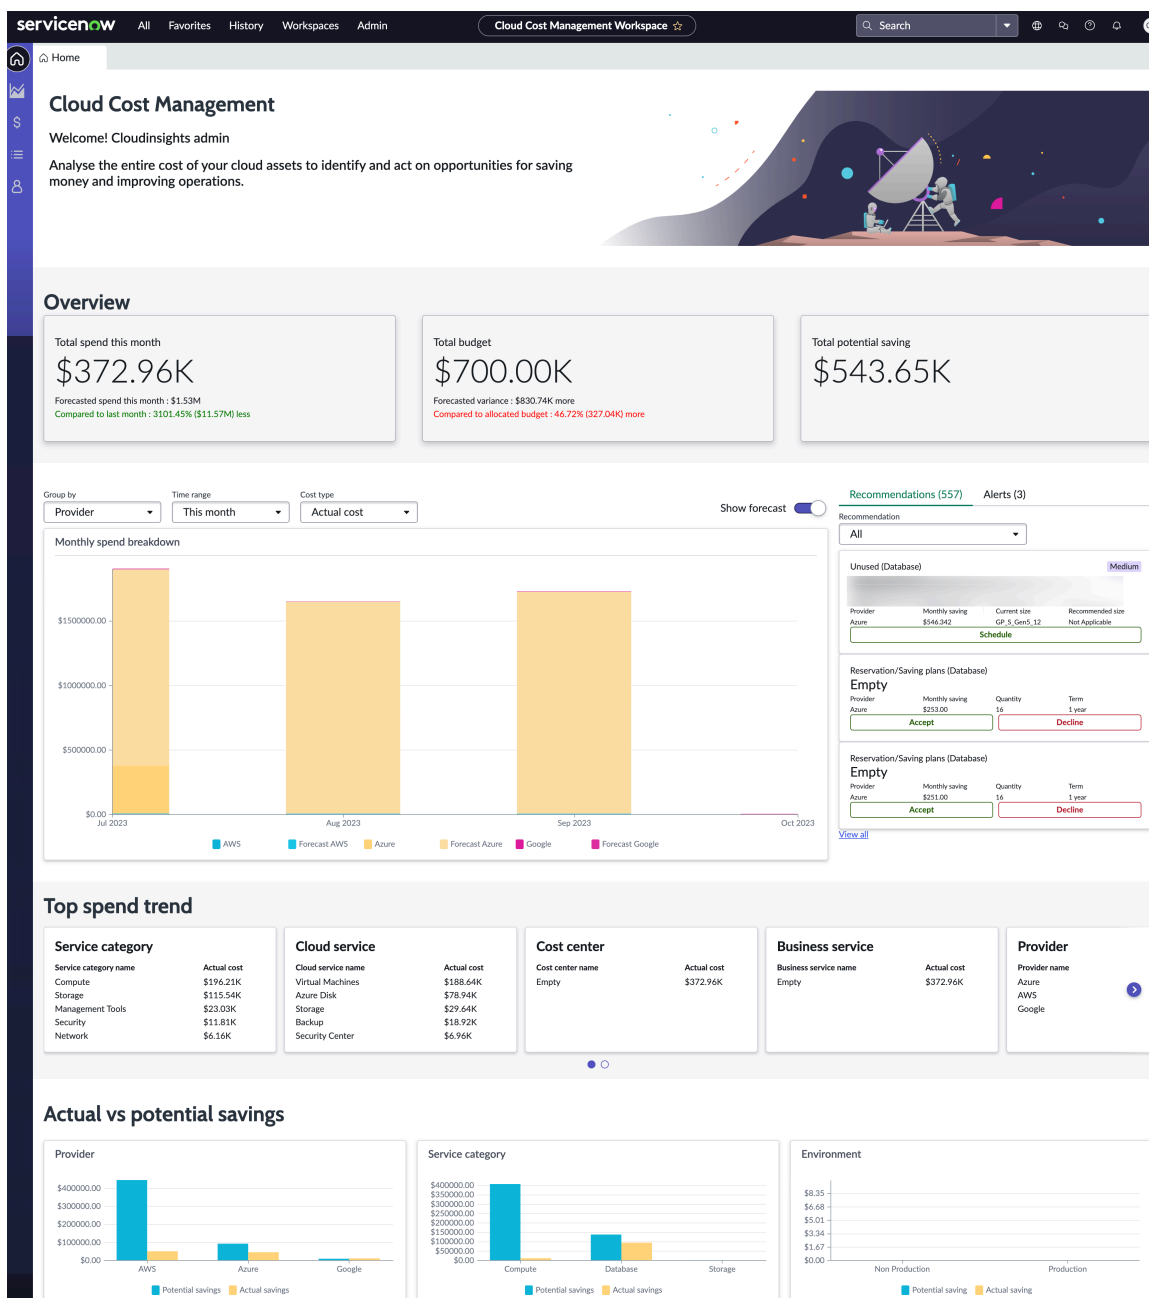 servicenow All Favorites History Workspaces Admin Cloud Cost Management Workspace Search
Home
Cloud Cost Management
Welcome! Cloudinsights admin
Analyse the entire cost of your cloud assets to identify and act on opportunities for saving
money and improving operations.
Overview
Total spend this month
$372.96K
Forecasted spend this month : $1.53M
Compared to last month : 3101.45% ($11.57M) less
Total budget
$700.00K
Forecasted variance : $830.74K more
Compared to allocated budget : 46.72% (327.04K) more
Total potential saving
$543.65K
Group by Time range Cost type
Provider This month Actual cost
Show forecast
Monthly spend breakdown
$1500000.00
$1000000.00
$500000.00
$0.00
Jul 2023 Aug 2023 Sep 2023 Oct 2023
AWS Forecast AWS Azure Forecast Azure Google Forecast Google
Recommendations (557) Alerts (3)
Recommendation
All
Unused (Database) Medium
Provider Monthly saving Current size Recommended size
Azure $546.342 GP_S_Gen5_12 Not Applicable
Schedule
Reservation/Saving plans (Database)
Empty
Provider Monthly saving Quantity Term
Azure $253.00 16 1 year
Accept Decline
Reservation/Saving plans (Database)
Empty
Provider Monthly saving Quantity Term
Azure $251.00 16 1 year
Accept Decline
View all
Top spend trend
Service category
Service category name Actual cost
Compute $196.21K
Storage $115.54K
Management Tools $23.03K
Security $11.81K
Network $6.16K
Cloud service
Cloud service name Actual cost
Virtual Machines $188.64K
Azure Disk $78.94K
Storage $29.64K
Backup $18.92K
Security Center $6.96K
Cost center
Cost center name Actual cost
Empty $372.96K
Business service
Business service name Actual cost
Empty $372.96K
Provider
Provider name
Azure
AWS
Google
Actual vs potential savings
Provider
$400000.00
$300000.00
$200000.00
$100000.00
$0.00
AWS Azure Google
Potential savings Actual savings
Service category
$400000.00
$350000.00
$300000.00
$250000.00
$200000.00
$150000.00
$100000.00
$50000.00
$0.00
Compute Database Storage
Potential savings Actual savings
Environment
$8.35
$6.68
$5.01
$3.34
$1.67
$0.00
Non Production Production
Potential saving Actual saving